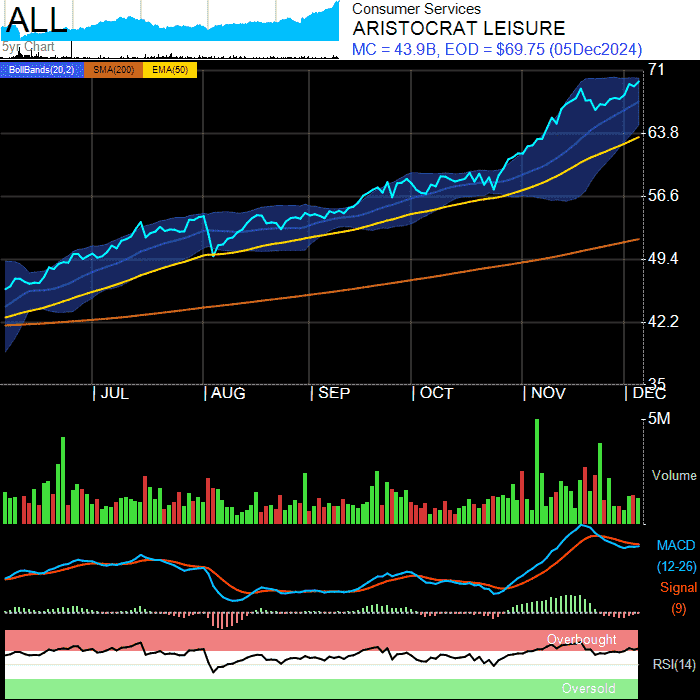 ALL
5yr Chart
Consumer Services
ARISTOCRAT LEISURE
MC = 43.9B, EOD = $69.75 (05Dec2024)
BollBands(20,2) SMA(200) EMA(50)
71
63.8
56.6
49.4
42.2
35
JUL AUG SEP OCT NOV DEC
5M
Volume
MACD
(12-26)
Signal
(9)
Overbought
RSI(14)
Oversold